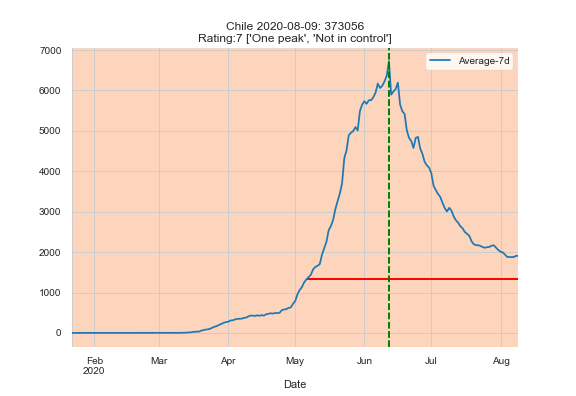 Chile 2020-08-09: 373056
Rating:7 ['One peak', 'Not in control']
Average-7d
7000
6000
5000
4000
3000
2000
1000
0
Feb
2020
Mar
Apr
May
Jun
Jul
Aug
Date